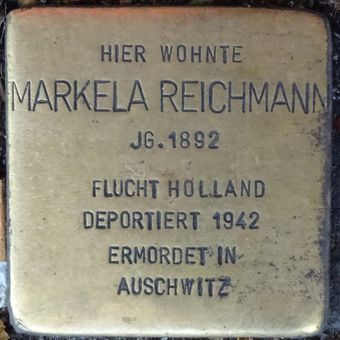 HIER WOHNTE
MARKELA REICHMANN
JG. 1892
FLUCHT HOLLAND
DEPORTIERT 1942
ERMORDET IN
AUSCHWITZ